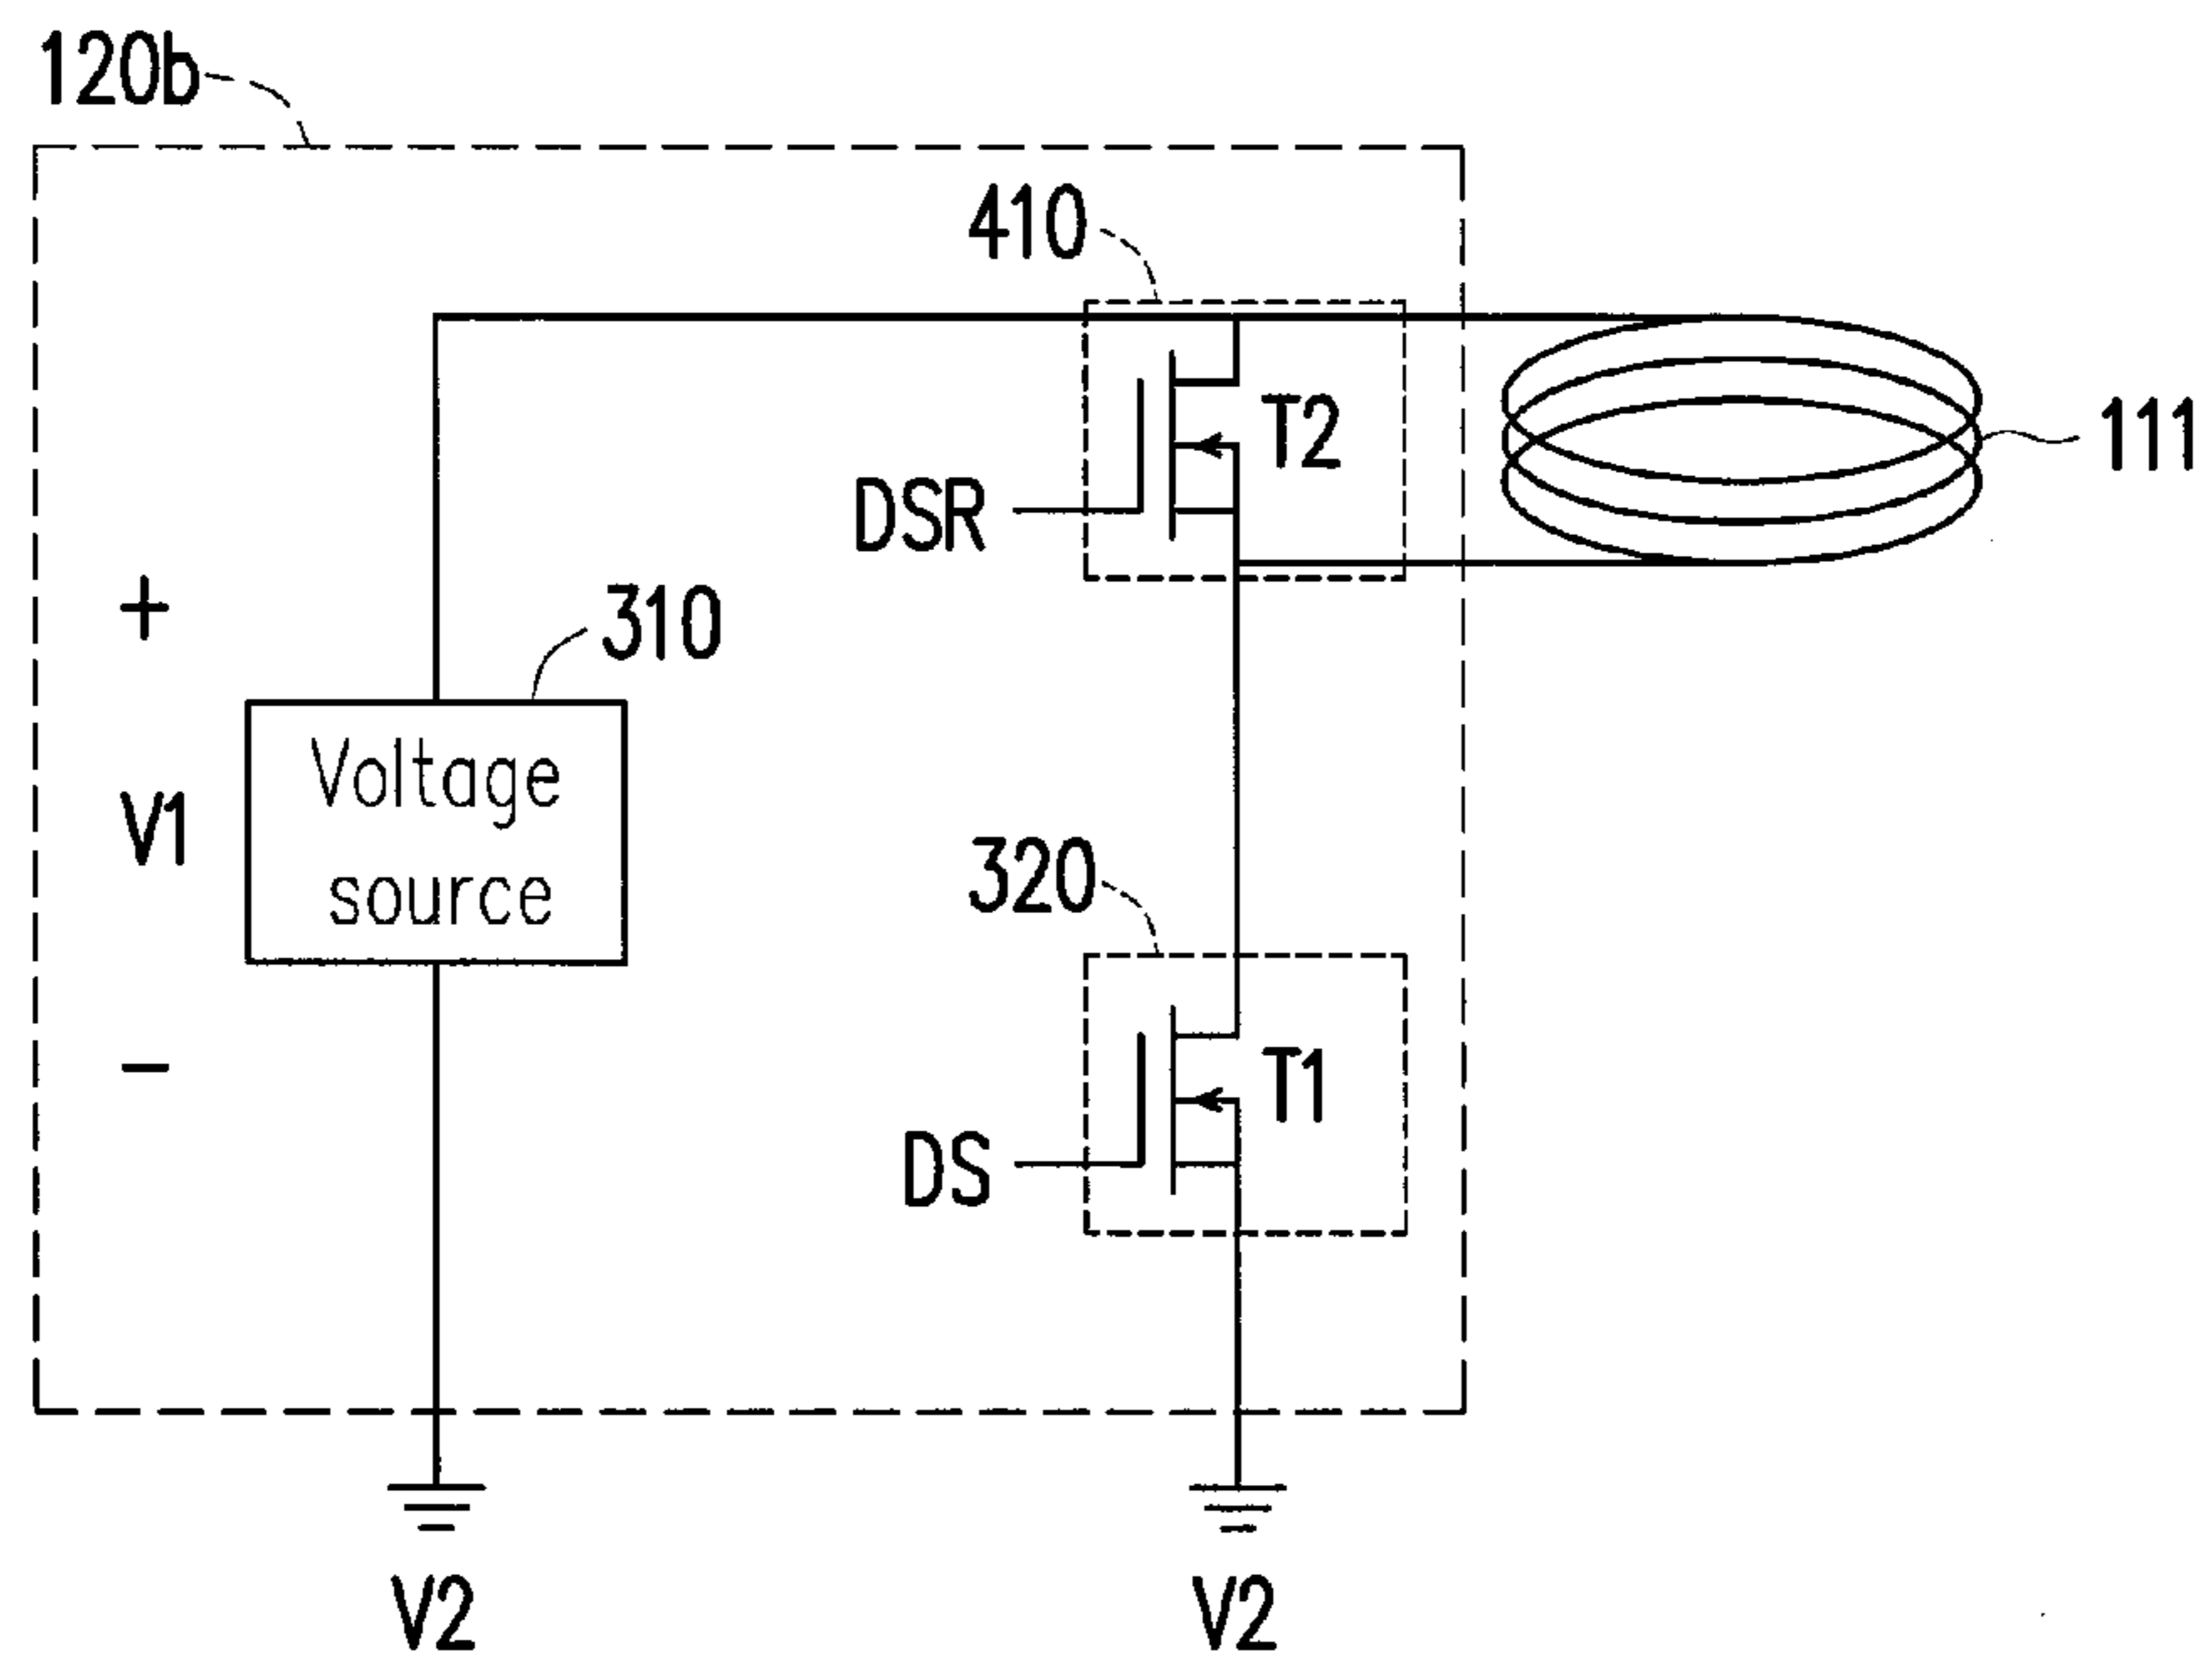 120b
410
T2
111
DSR
+
310
Voltage
V1
source
320
−
T1
DS
V2
V2